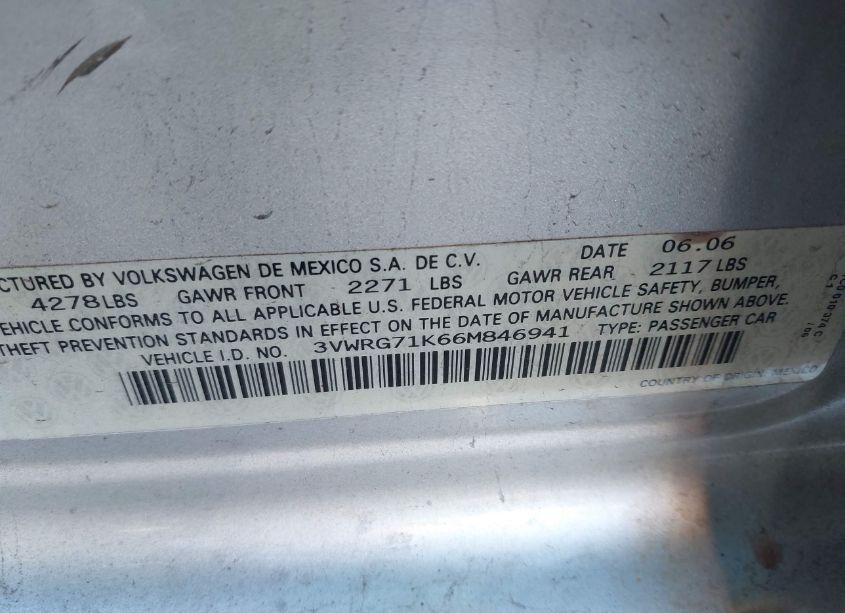 CTURED BY VOLKSWAGEN DE MEXICO S.A. DE C.V. DATE 06.06
4278LBS GAWR FRONT 2271 LBS GAWR REAR 2117LBS
VEHICLE CONFORMS TO ALL APPLICABLE U.S. FEDERAL MOTOR VEHICLE SAFETY, BUMPER,
THEFT PREVENTION STANDARDS IN EFFECT ON THE DATE OF MANUFACTURE SHOWN ABOVE.
VEHICLE I.D. NO. 3VWRG71K66M846941 TYPE: PASSENGER CAR
COUNTRY OF ORIGIN: MEXICO